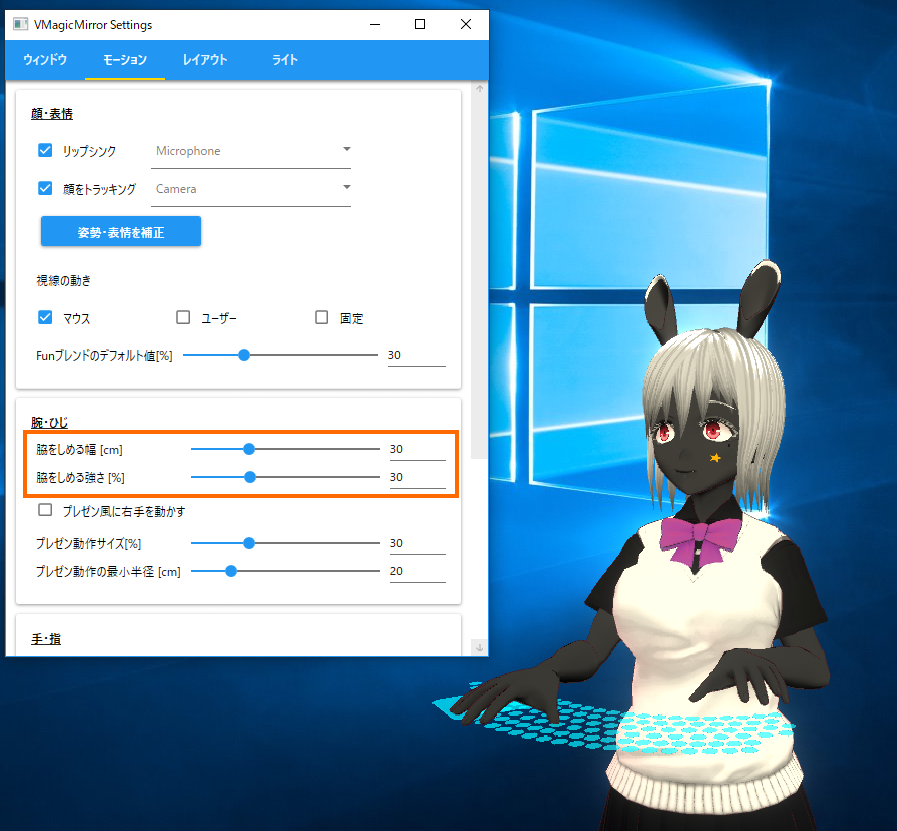 VMagicMirror Settings
ウィンドウ モーション レイアウト ライト
顔・表情
リップシンク Microphone
顔をトラッキング Camera
姿勢・表情を補正
視線の動き
マウス ユーザー 固定
Funブレンドのデフォルト値[%] 30
腕・ひじ
脇をしめる幅 [cm] 30
脇をしめる強さ [%] 30
プレゼン風に右手を動かす
プレゼン動作サイズ[%] 30
プレゼン動作の最小半径 [cm] 20
手・指